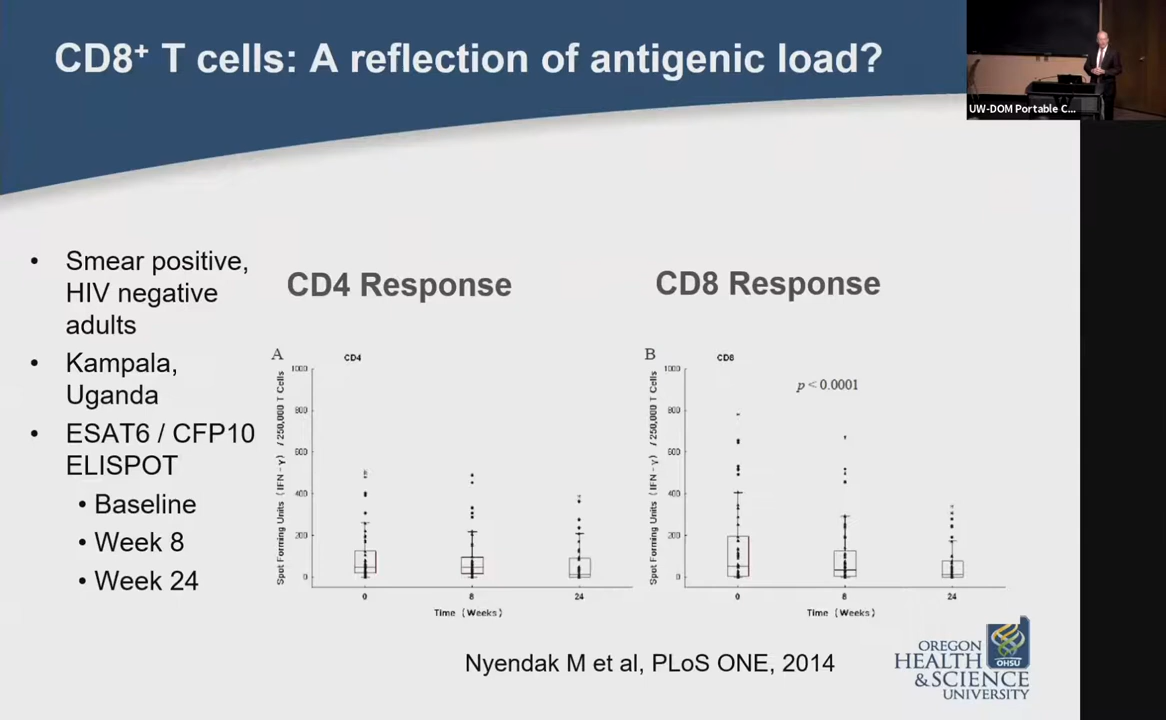 CD8⁺ T cells: A reflection of antigenic load?
UW-DOM Portable C...
• Smear positive,
HIV negative
adults
• Kampala,
Uganda
• ESAT6 / CFP10
ELISPOT
• Baseline
• Week 8
• Week 24
CD4 Response
A
CD4
Spot Forming Units (IFN-γ) / 250,000 T Cells
1000
800
600
400
200
0
0 8 24
Time (Weeks)
CD8 Response
B
CD8
p < 0.0001
Spot Forming Units (IFN-γ) / 250,000 T Cells
1000
800
600
400
200
0
0 8 24
Time (Weeks)
Nyendak M et al, PLoS ONE, 2014
OREGON
HEALTH
& SCIENCE
UNIVERSITY
OHSU